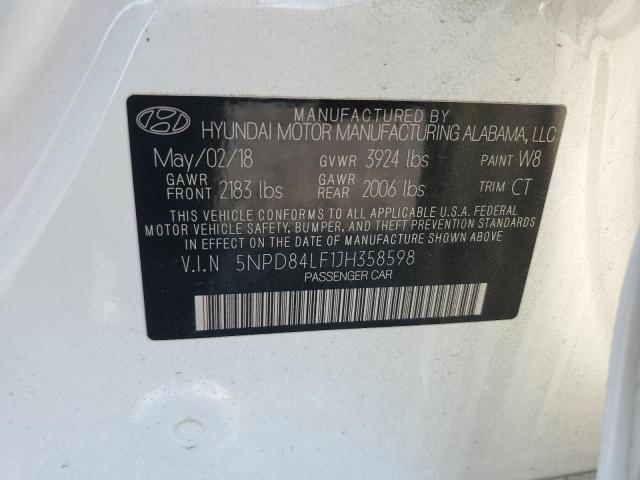 MANUFACTURED BY
HYUNDAI MOTOR MANUFACTURING ALABAMA, LLC
May/02/18 GVWR 3924 lbs PAINT W8
GAWR FRONT 2183 lbs GAWR REAR 2006 lbs TRIM CT
THIS VEHICLE CONFORMS TO ALL APPLICABLE U.S.A. FEDERAL
MOTOR VEHICLE SAFETY, BUMPER, AND THEFT PREVENTION STANDARDS
IN EFFECT ON THE DATE OF MANUFACTURE SHOWN ABOVE.
V.I.N 5NPD84LF1JH358598
PASSENGER CAR